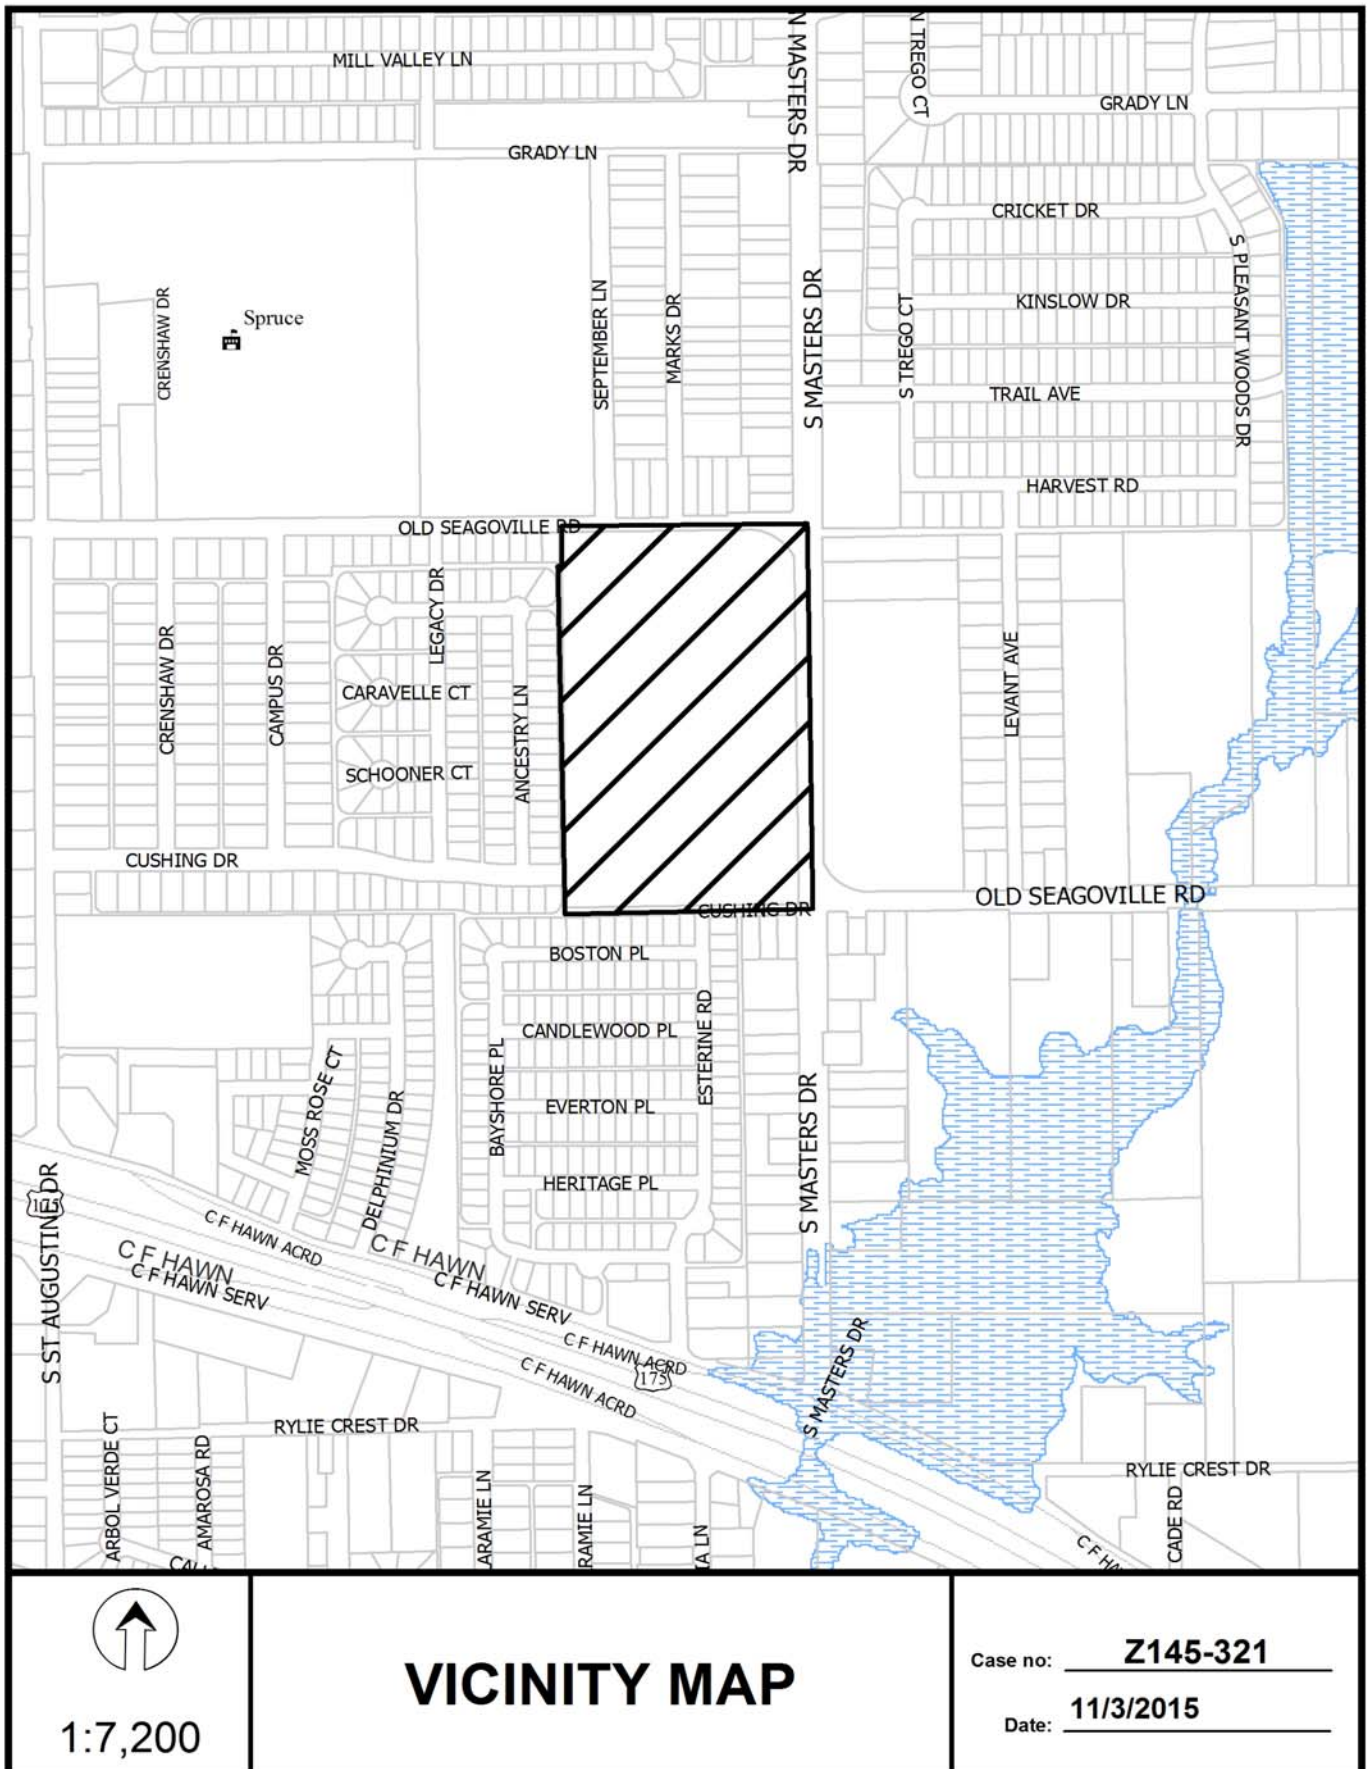 MILL VALLEY LN
N MASTERS DR
N TREGO CT
GRADY LN
GRADY LN
CRICKET DR
S PLEASANT WOODS DR
CRENSHAW DR
Spruce
SEPTEMBER LN
MARKS DR
S MASTERS DR
S TREGO CT
KINSLOW DR
TRAIL AVE
HARVEST RD
OLD SEAGOVILLE RD
LEGACY DR
CRENSHAW DR
CAMPUS DR
CARAVELLE CT
ANCESTRY LN
LEVANT AVE
SCHOONER CT
CUSHING DR
OLD SEAGOVILLE RD
CUSHING DR
BOSTON PL
CANDLEWOOD PL
ESTERINE RD
MOSS ROSE CT
DELPHINIUM DR
BAYSHORE PL
EVERTON PL
S MASTERS DR
HERITAGE PL
S ST AUGUSTINE DR
175
C F HAWN ACRD
C F HAWN
C F HAWN
C F HAWN SERV
C F HAWN SERV
C F HAWN ACRD
175
C F HAWN ACRD
S MASTERS DR
RYLIE CREST DR
ARBOL VERDE CT
AMAROSA RD
RYLIE CREST DR
CADE RD
ARAMIE LN
RAMIE LN
LN
C F HA
CAL
1:7,200
VICINITY MAP
Case no: Z145-321
Date: 11/3/2015